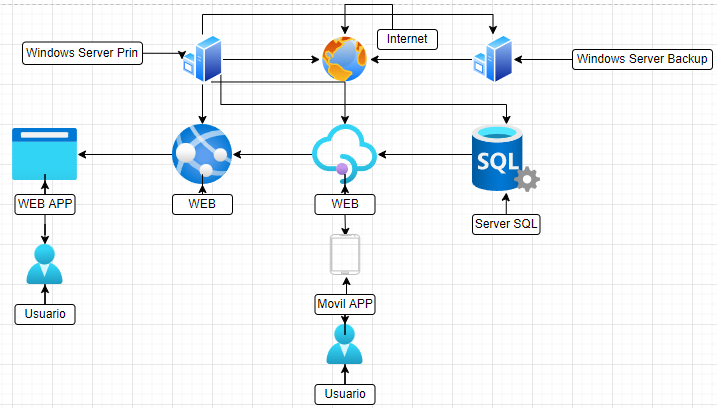 Internet
Windows Server Prin
Windows Server Backup
SQL
WEB APP
WEB
WEB
Server SQL
Movil APP
Usuario
Usuario